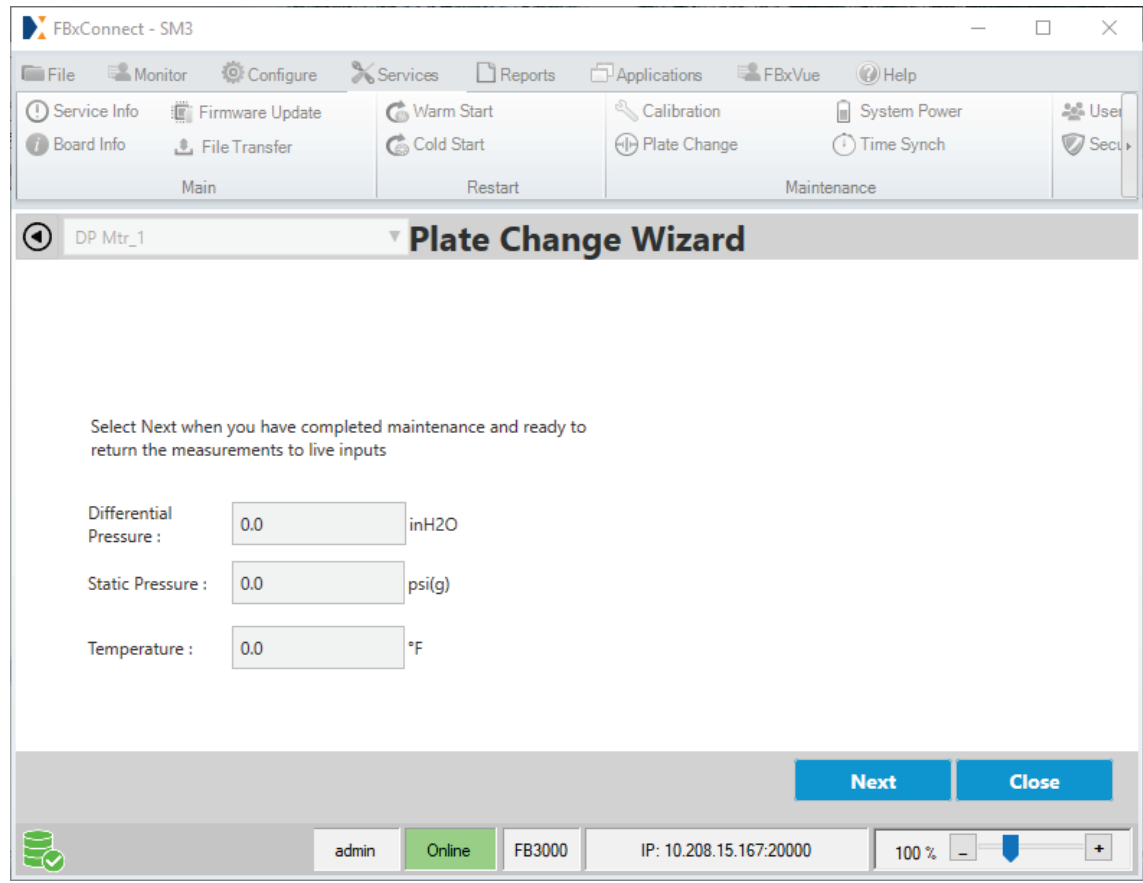 FBxConnect - SM3
File Monitor Configure Services Reports Applications FBxVue Help
Service Info Firmware Update Warm Start Calibration System Power User
Board Info File Transfer Cold Start Plate Change Time Synch Secu
Main Restart Maintenance
DP Mtr_1 Plate Change Wizard
Select Next when you have completed maintenance and ready to
return the measurements to live inputs
Differential
Pressure : 0.0 inH2O
Static Pressure : 0.0 psi(g)
Temperature : 0.0 °F
Next Close
admin Online FB3000 IP: 10.208.15.167:20000 100 % - +